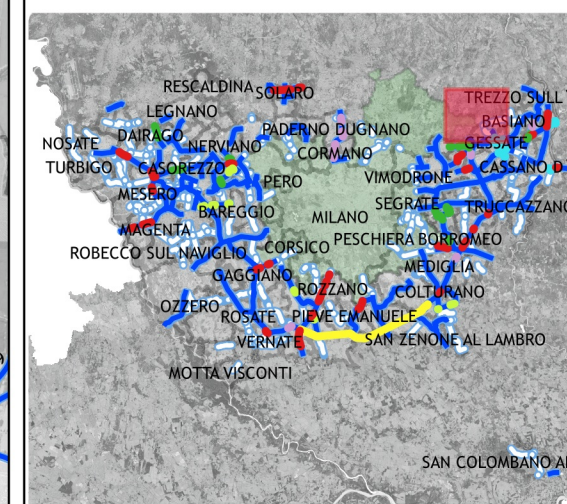 RESCALDINA
SOLARO
TREZZO SULL'
LEGNANO
BASIANO
DAIRAGO
PADERNO DUGNANO
NOSATE
NERVIANO
CORMANO
GESSATE
TURBIGO
CASOREZZO
VIMODRONE
CASSANO D
PERO
MESERO
SEGRATE
TRUCCAZZANO
BAREGGIO
MILANO
MAGENTA
PESCHIERA BORROMEO
ROBECCO SUL NAVIGLIO
CORSICO
MEDIGLIA
GAGGIANO
ROZZANO
COLTURANO
OZZERO
ROSATE
PIEVE EMANUELE
VERNATE
SAN ZENONE AL LAMBRO
MOTTA VISCONTI
SAN COLOMBANO AL